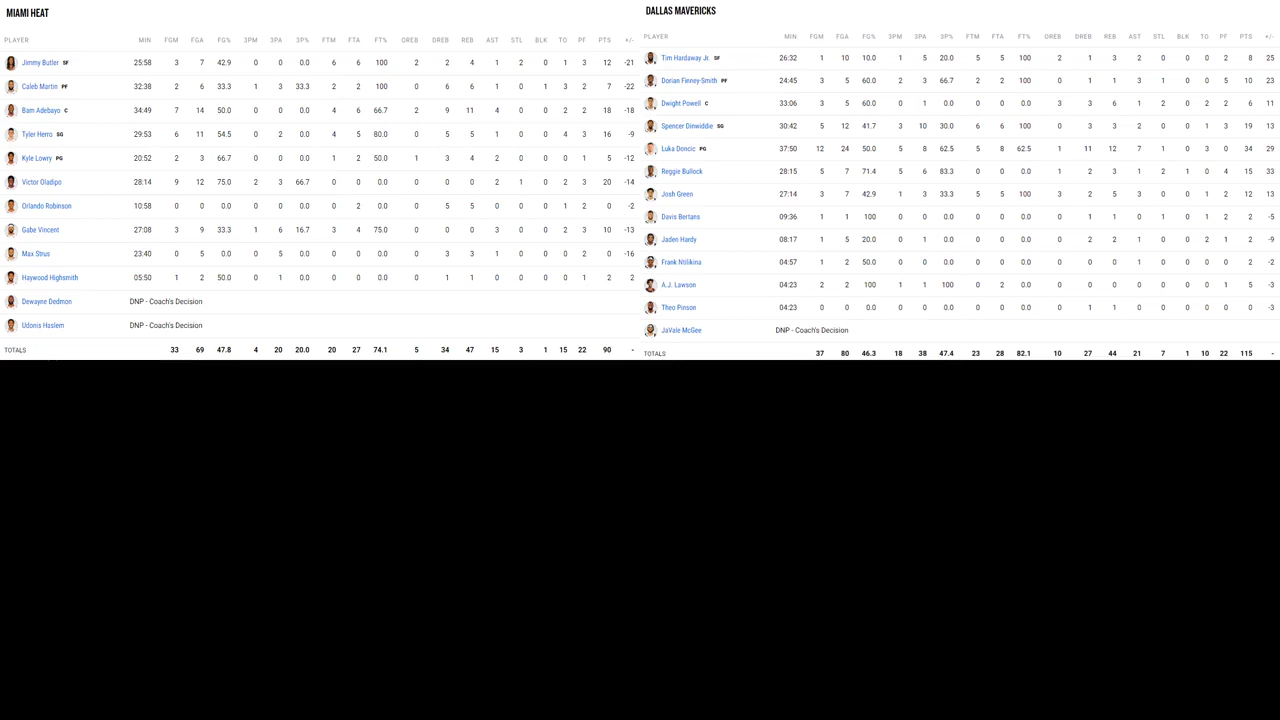 MIAMI HEAT
PLAYER MIN FGM FGA FG% 3PM 3PA 3P% FTM FTA FT% OREB DREB REB AST STL BLK TO PF PTS +/-
Jimmy Butler SF 25:58 3 7 42.9 0 0 0.0 6 6 100 2 2 4 1 2 0 1 3 12 -21
Caleb Martin PF 32:38 2 6 33.3 1 3 33.3 2 2 100 0 6 6 1 0 1 3 2 7 -22
Bam Adebayo C 34:49 7 14 50.0 0 0 0.0 4 6 66.7 2 9 11 4 0 0 2 2 18 -18
Tyler Herro SG 29:53 6 11 54.5 0 2 0.0 4 5 80.0 0 5 5 1 0 0 4 3 16 -9
Kyle Lowry PG 20:52 2 3 66.7 0 0 0.0 1 2 50.0 1 3 4 2 0 0 0 1 5 -12
Victor Oladipo 28:14 9 12 75.0 2 3 66.7 0 0 0.0 0 0 0 2 1 0 2 3 20 -14
Orlando Robinson 10:58 0 0 0.0 0 0 0.0 0 2 0.0 0 5 5 0 0 0 1 2 0 -2
Gabe Vincent 27:08 3 9 33.3 1 6 16.7 3 4 75.0 0 0 0 3 0 0 2 3 10 -13
Max Strus 23:40 0 5 0.0 0 5 0.0 0 0 0.0 0 3 3 1 0 0 0 2 0 -16
Haywood Highsmith 05:50 1 2 50.0 0 1 0.0 0 0 0.0 0 1 1 0 0 0 0 1 2 2
Dewayne Dedmon DNP - Coach's Decision
Udonis Haslem DNP - Coach's Decision
TOTALS 33 69 47.8 4 20 20.0 20 27 74.1 5 34 47 15 3 1 15 22 90 -
DALLAS MAVERICKS
PLAYER MIN FGM FGA FG% 3PM 3PA 3P% FTM FTA FT% OREB DREB REB AST STL BLK TO PF PTS +/-
Tim Hardaway Jr. SF 26:32 1 10 10.0 1 5 20.0 5 5 100 2 1 3 2 0 0 0 2 8 25
Dorian Finney-Smith PF 24:45 3 5 60.0 2 3 66.7 2 2 100 0 1 1 1 1 0 0 5 10 23
Dwight Powell C 33:06 3 5 60.0 0 1 0.0 0 0 0.0 3 3 6 1 2 0 2 2 6 11
Spencer Dinwiddie SG 30:42 5 12 41.7 3 10 30.0 6 6 100 0 3 3 2 0 0 1 3 19 13
Luka Doncic PG 37:50 12 24 50.0 5 8 62.5 5 8 62.5 1 11 12 7 1 0 3 0 34 29
Reggie Bullock 28:15 5 7 71.4 5 6 83.3 0 0 0.0 1 2 3 1 2 1 0 4 15 33
Josh Green 27:14 3 7 42.9 1 3 33.3 5 5 100 3 2 5 3 0 0 1 2 12 13
Davis Bertans 09:36 1 1 100 0 0 0.0 0 0 0.0 0 1 1 0 1 0 1 2 2 -5
Jaden Hardy 08:17 1 5 20.0 0 1 0.0 0 0 0.0 0 2 2 1 0 0 2 1 2 -9
Frank Ntilikina 04:57 1 2 50.0 0 0 0.0 0 0 0.0 0 0 0 1 0 0 0 0 2 -2
A.J. Lawson 04:23 2 2 100 1 1 100 0 2 0.0 0 0 0 0 0 0 0 1 5 -3
Theo Pinson 04:23 0 0 0.0 0 0 0.0 0 0 0.0 0 1 1 0 0 0 0 0 0 -3
JaVale McGee DNP - Coach's Decision
TOTALS 37 80 46.3 18 38 47.4 23 28 82.1 10 27 44 21 7 1 10 22 115 -